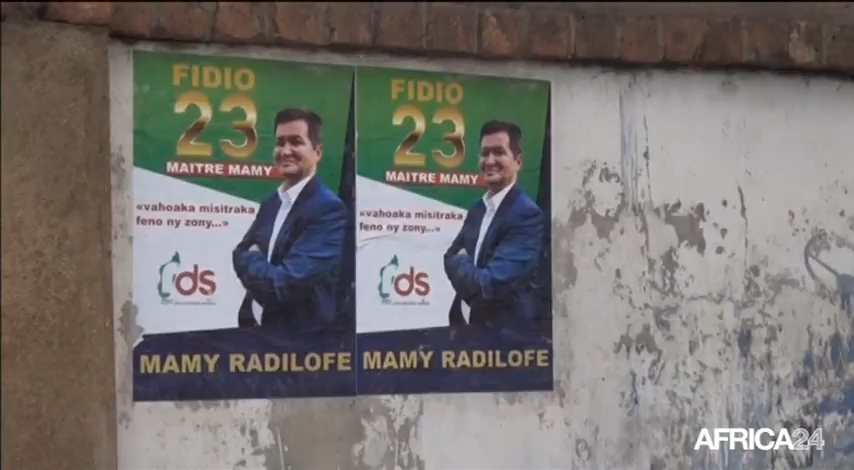 FIDIO
23
MAITRE MAMY
«vahoaka misitraka
feno ny zony...»
ds
MAMY RADILOFE
FIDIO
23
MAITRE MAMY
«vahoaka misitraka
feno ny zony...»
ds
MAMY RADILOFE
AFRICA24